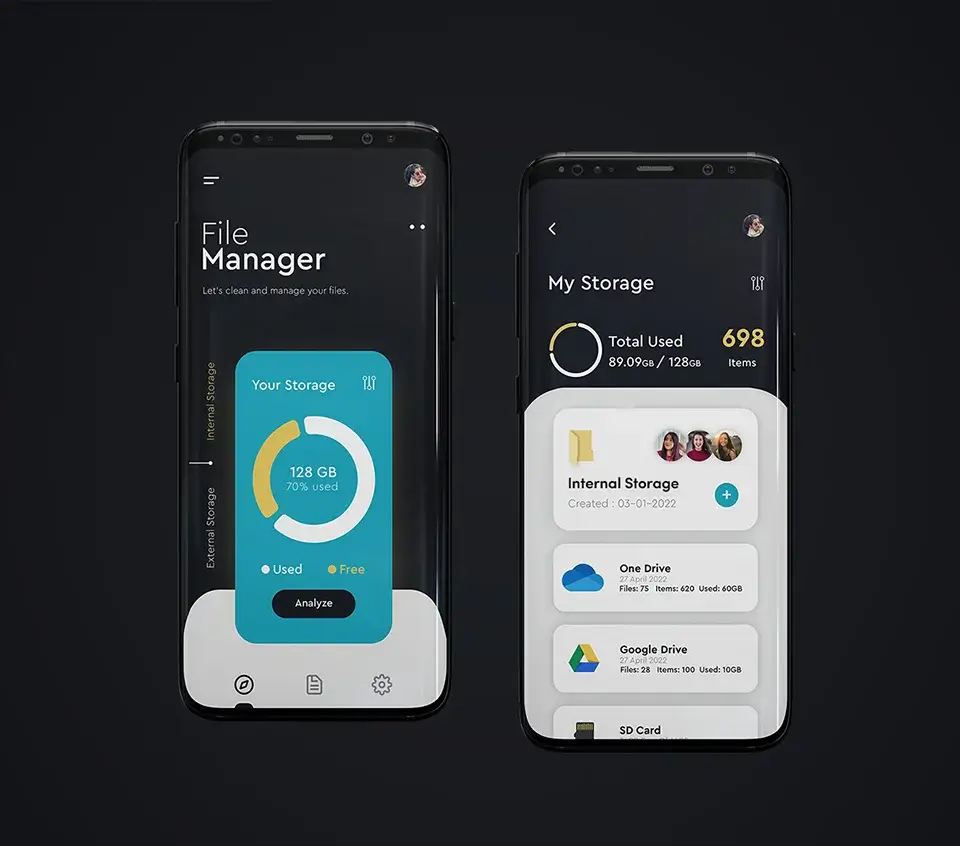 File
Manager
Let's clean and manage your files.
Internal Storage
External Storage
Your Storage
128 GB
70% used
Used Free
Analyze
My Storage
Total Used
89.09GB / 128GB
698
Items
Internal Storage
Created : 03-01-2022
One Drive
27 April 2022
Files: 75 Items: 620 Used: 60GB
Google Drive
27 April 2022
Files: 28 Items: 100 Used: 10GB
SD Card